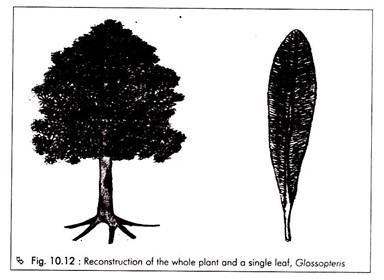 Fig. 10.12 : Reconstruction of the whole plant and a single leaf, Glossopteris